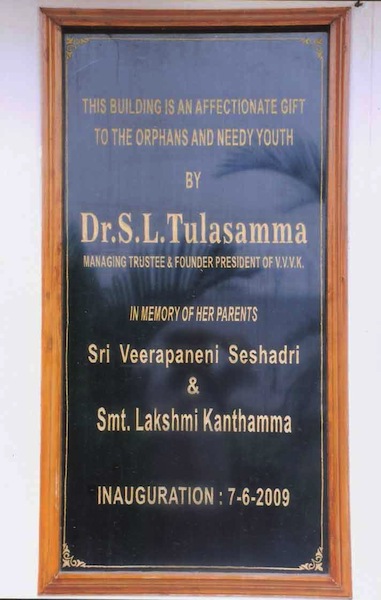 THIS BUILDING IS AN AFFECTIONATE GIFT
TO THE ORPHANS AND NEEDY YOUTH
BY
Dr.S.L.Tulasamma
MANAGING TRUSTEE & FOUNDER PRESIDENT OF V.V.V.K.
IN MEMORY OF HER PARENTS
Sri Veerapaneni Seshadri
&
Smt. Lakshmi Kanthamma
INAUGURATION : 7-6-2009